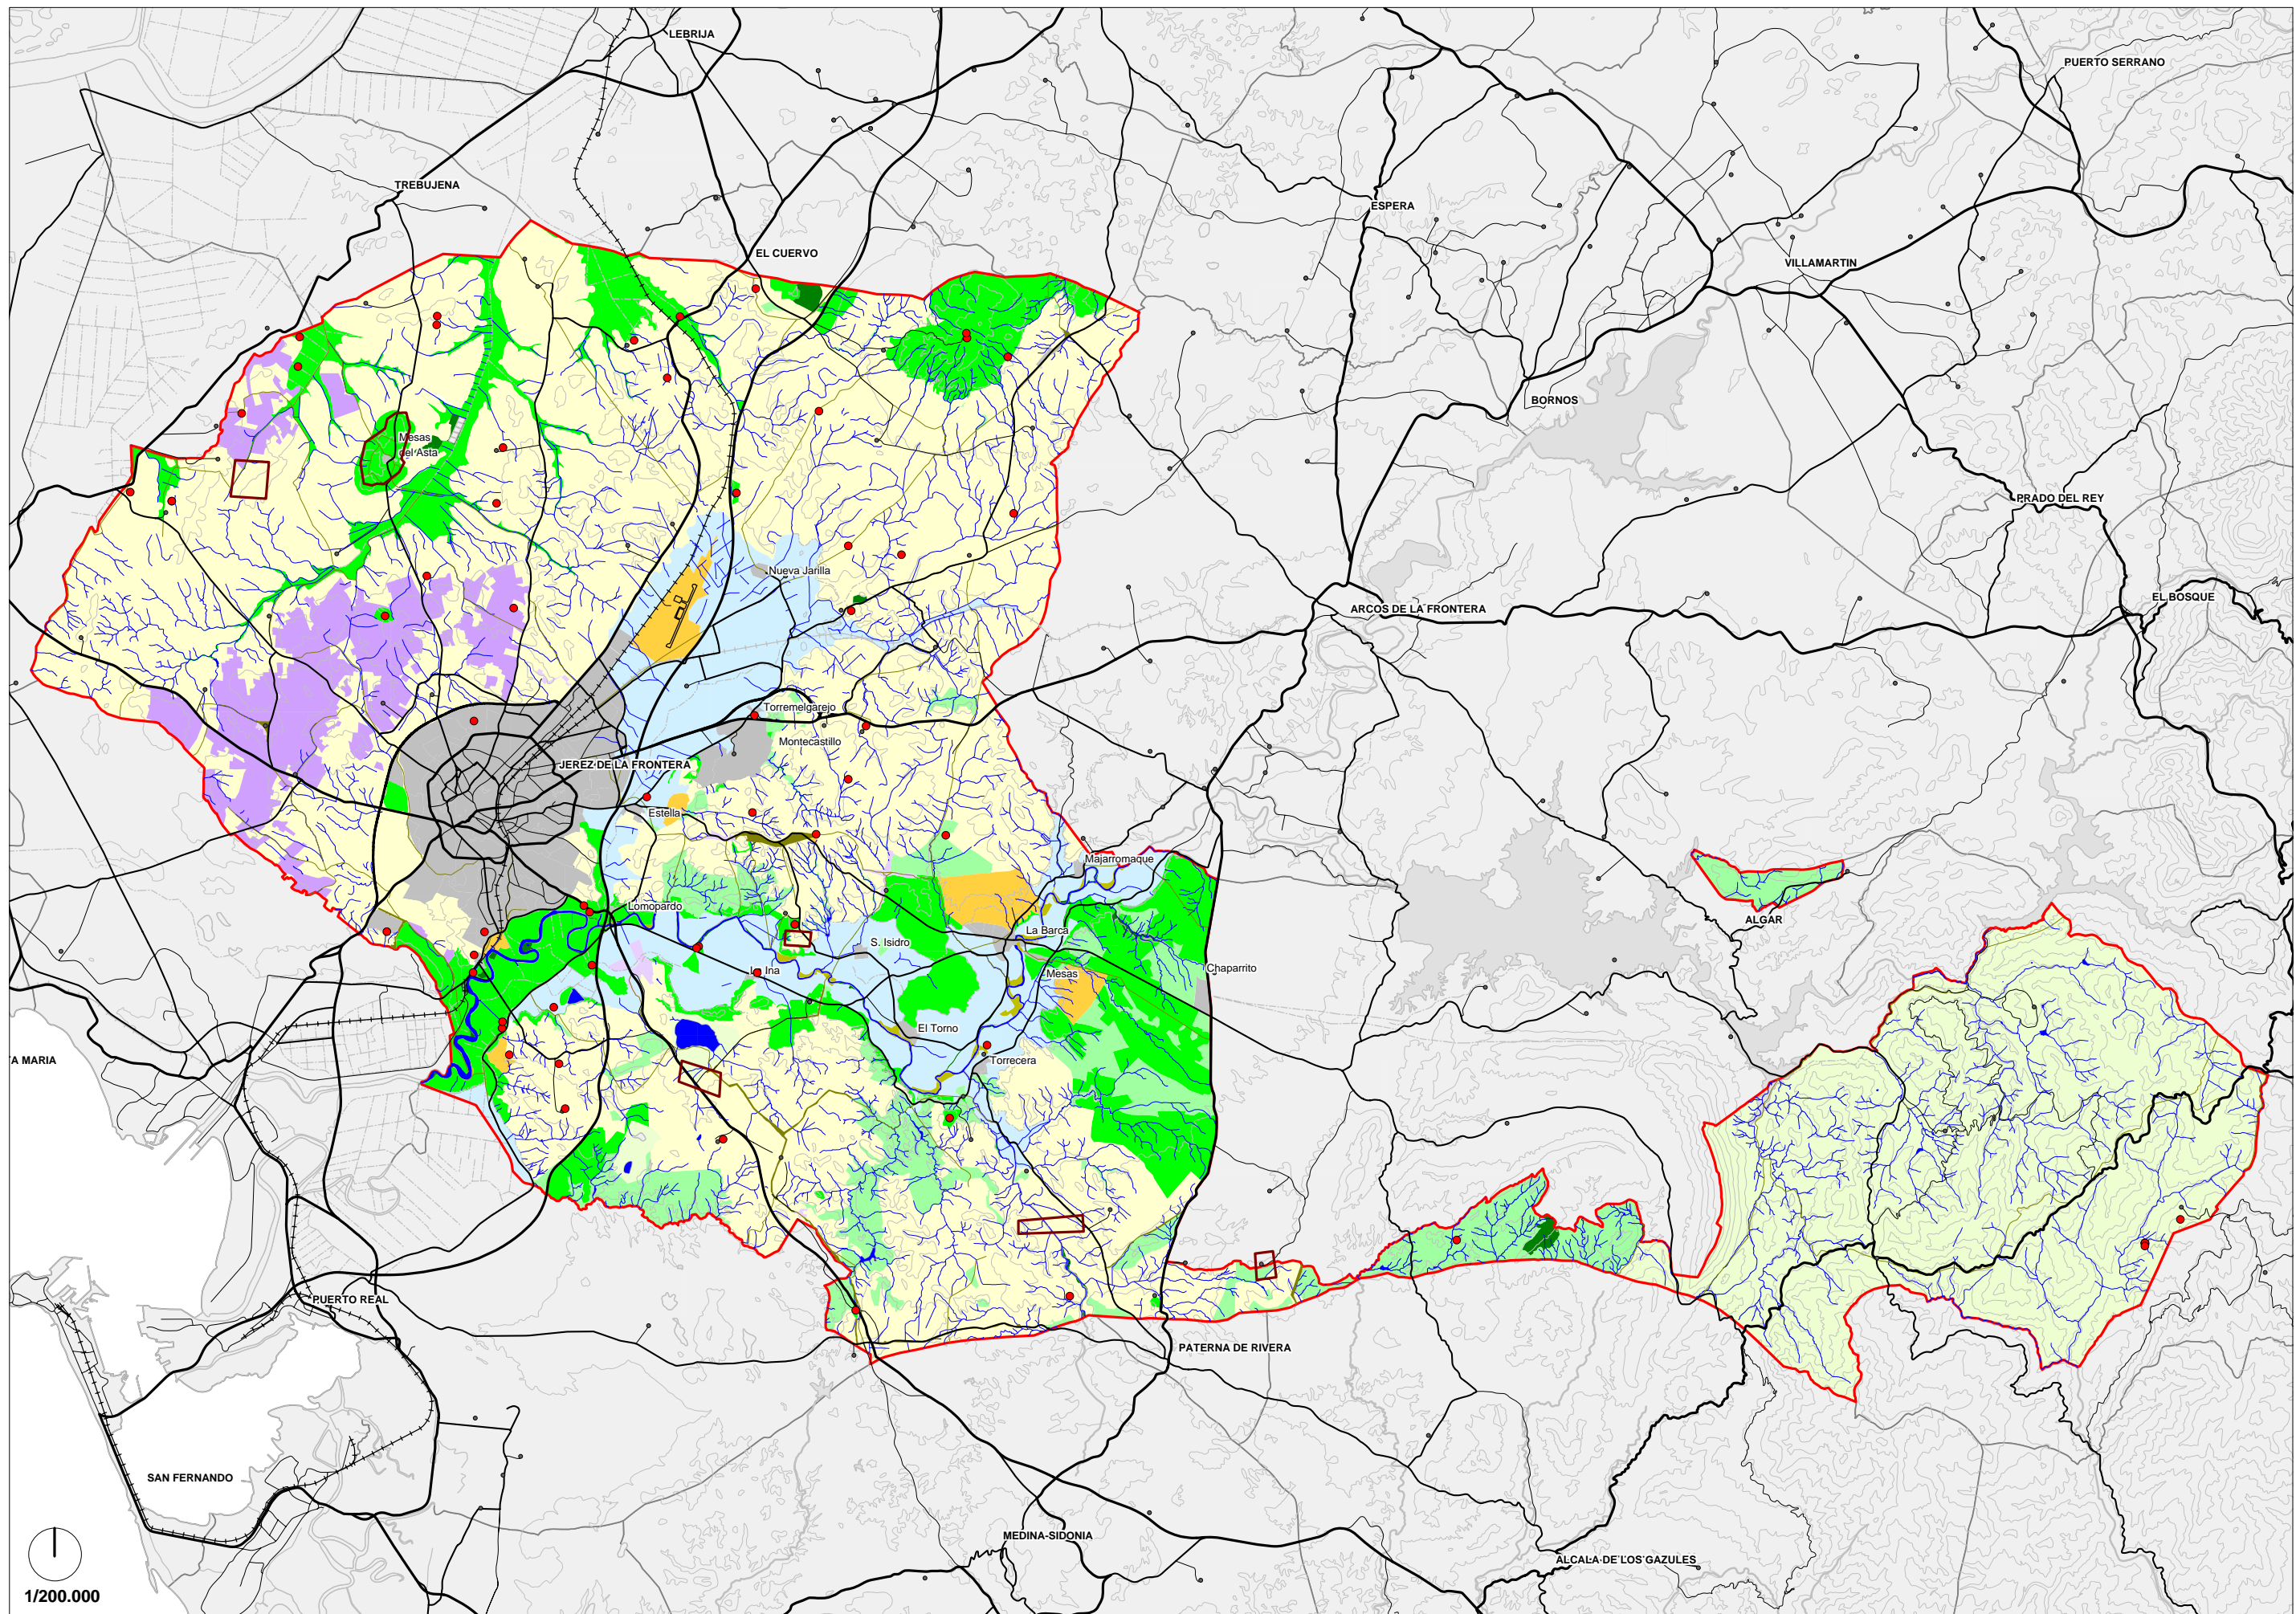 LEBRIJA
PUERTO SERRANO
TREBUJENA
ESPERA
EL CUERVO
VILLAMARTIN
BORNOS
Mesas
del Asta
PRADO DEL REY
Nueva Jarilla
EL BOSQUE
ARCOS DE LA FRONTERA
Torremelgarejo
Montecastillo
JEREZ DE LA FRONTERA
Estella
Majarromaque
Lomopardo
ALGAR
La Barca
S. Isidro
Chaparrito
La Ina
Mesas
El Torno
TA MARIA
Torrecera
PUERTO REAL
PATERNA DE RIVERA
SAN FERNANDO
MEDINA-SIDONIA
ALCALA DE LOS GAZULES
1/200.000